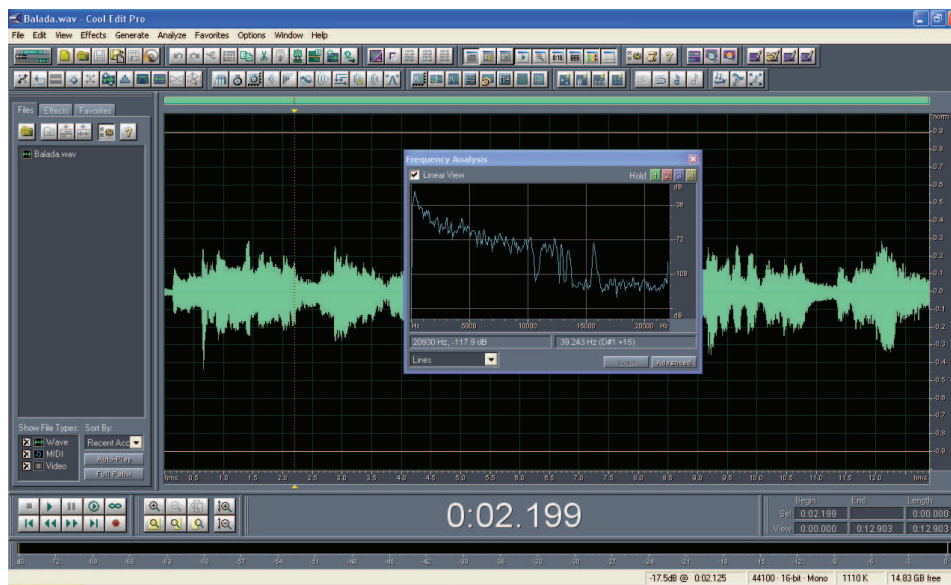 Balada.wav - Cool Edit Pro
File Edit View Effects Generate Analyze Favorites Options Window Help
Files Effects Favorites
Balada.wav
Show File Types: Sort By:
Wave Recent Acc
MIDI Auto-Play
Video Full Paths
norm
0.9
0.8
0.7
0.6
0.5
0.4
0.3
0.2
0.1
0.0
-0.1
-0.2
-0.3
-0.4
-0.5
-0.6
-0.7
-0.8
-0.9
Frequency Analysis
Linear View Hold 1 2 3 4
dB
-36
-72
-108
dB
Hz 5000 10000 15000 20000 Hz
20930 Hz, -117.9 dB 39.243 Hz (D#1 +15)
Lines Scan Advanced
hms 0.5 1.0 1.5 2.0 2.5 3.0 3.5 4.0 4.5 5.0 5.5 6.0 6.5 7.0 7.5 8.0 8.5 9.0 9.5 10.0 10.5 11.0 11.5 12.0 hms
0:02.199
Begin End Length
Sel 0:02.199 0:00.000
View 0:00.000 0:12.903 0:12.903
dB -72 -69 -66 -63 -60 -57 -54 -51 -48 -45 -42 -39 -36 -33 -30 -27 -24 -21 -18 -15 -12 -9 -6 -3
-17.5dB @ 0:02.125 44100 · 16-bit · Mono 1110 K 14.83 GB free